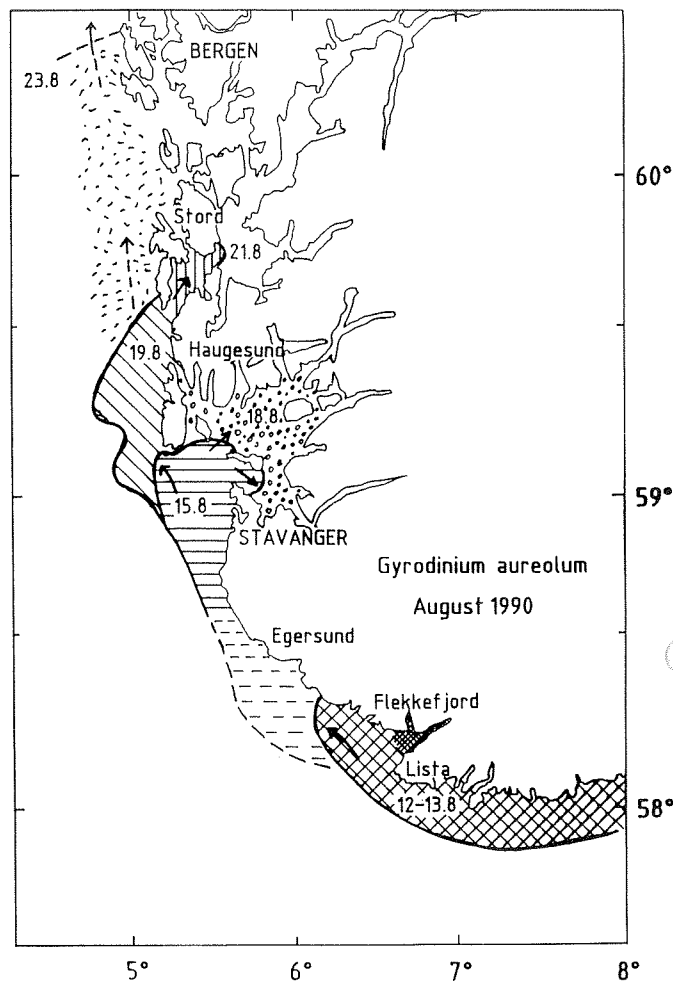 BERGEN
23.8
60°
Stord
21.8
19.8
Haugesund
18.8
15.8
59°
STAVANGER
Gyrodinium aureolum
August 1990
Egersund
Flekkefjord
Lista
12-13.8
58°
5°
6°
7°
8°